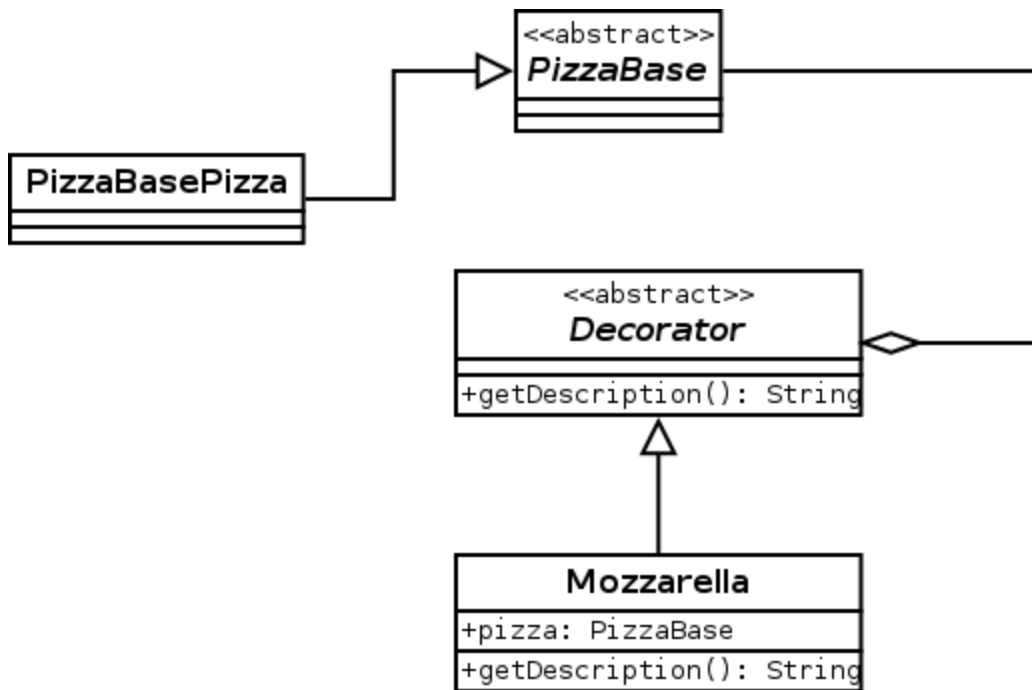 <<abstract>>
PizzaBase
PizzaBasePizza
<<abstract>>
Decorator
+getDescription(): String
Mozzarella
+pizza: PizzaBase
+getDescription(): String